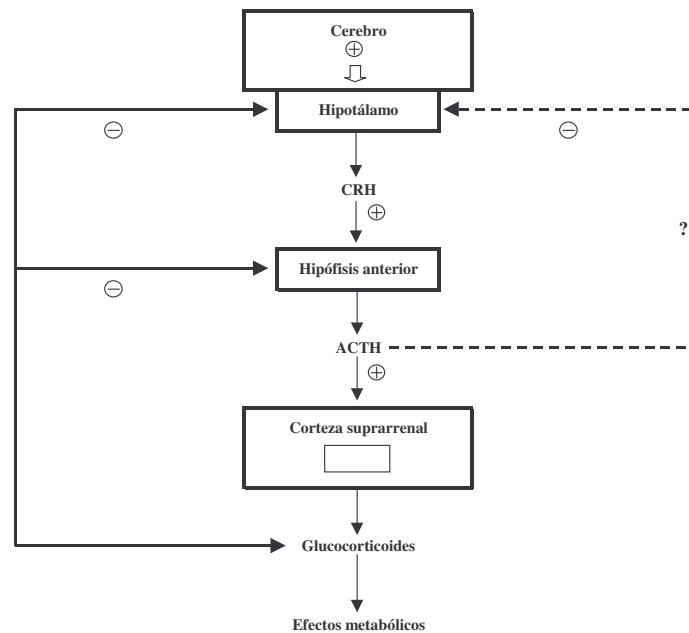 Cerebro
Hipotálamo
CRH
?
Hipófisis anterior
ACTH
Corteza suprarrenal
Glucocorticoides
Efectos metabólicos